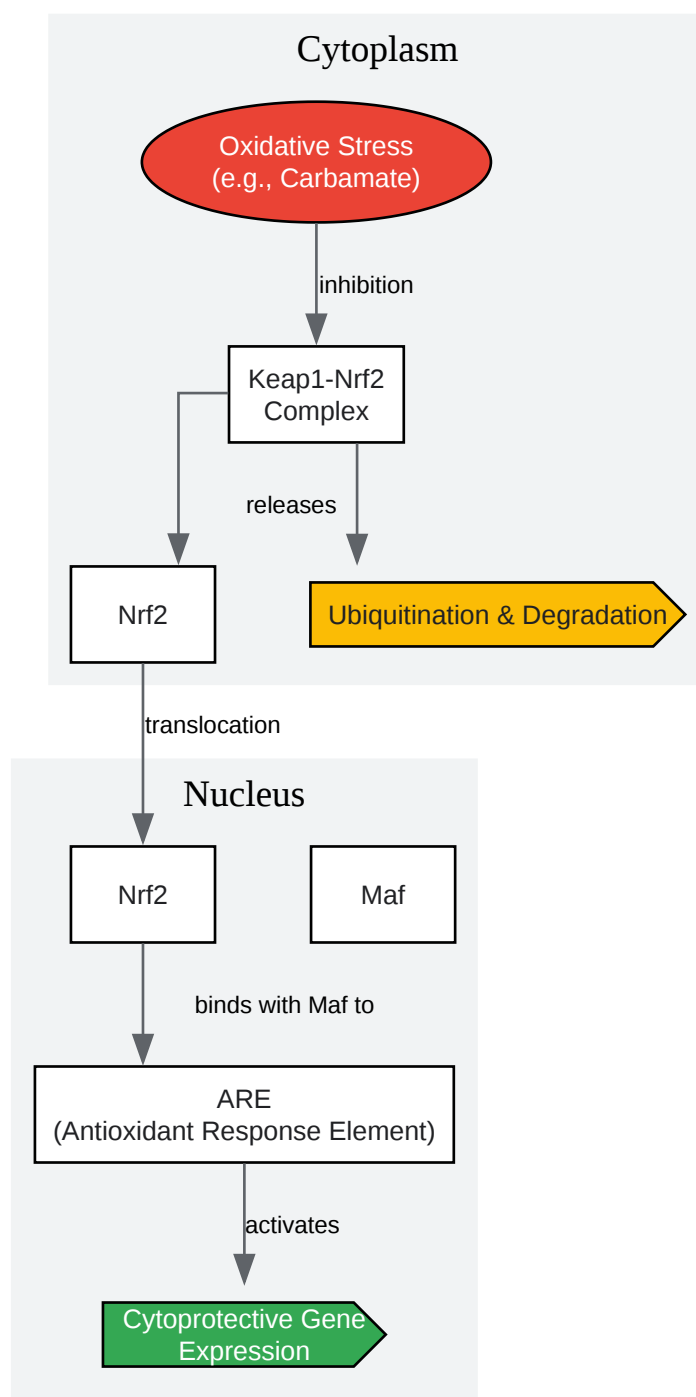 Cytoplasm
Oxidative Stress
(e.g., Carbamate)
inhibition
Keap1-Nrf2
Complex
releases
Nrf2
Ubiquitination & Degradation
translocation
Nucleus
Nrf2
Maf
binds with Maf to
ARE
(Antioxidant Response Element)
activates
Cytoprotective Gene
Expression